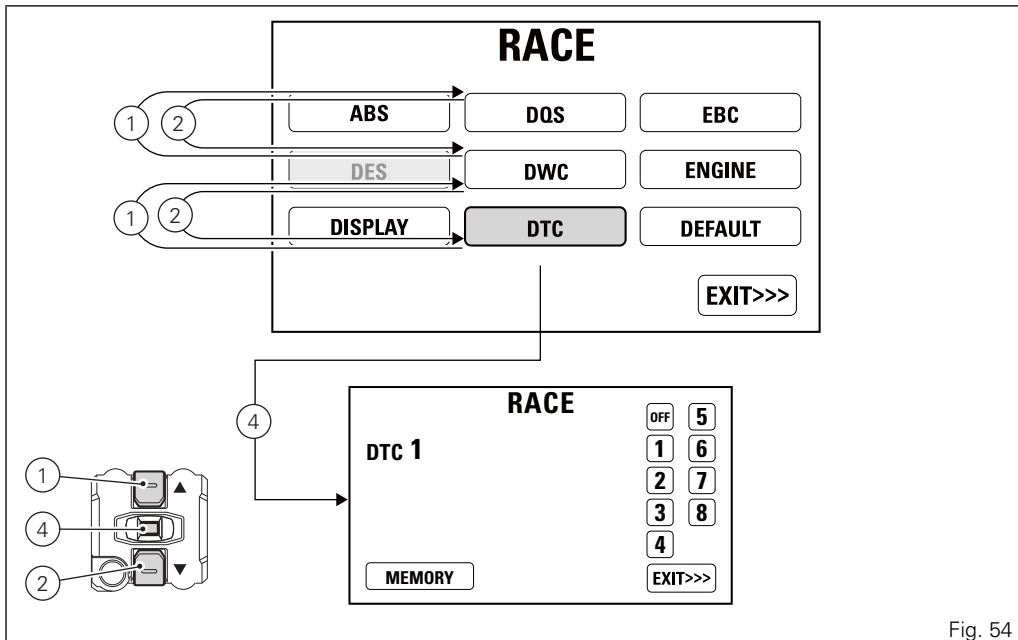 RACE
ABS DQS EBC
1 2
DES DWC ENGINE
1 2
DISPLAY DTC DEFAULT
EXIT>>>
4
RACE
OFF 5
DTC 1
1 6
2 7
3 8
4
MEMORY EXIT>>>
1
4
2
Fig. 54